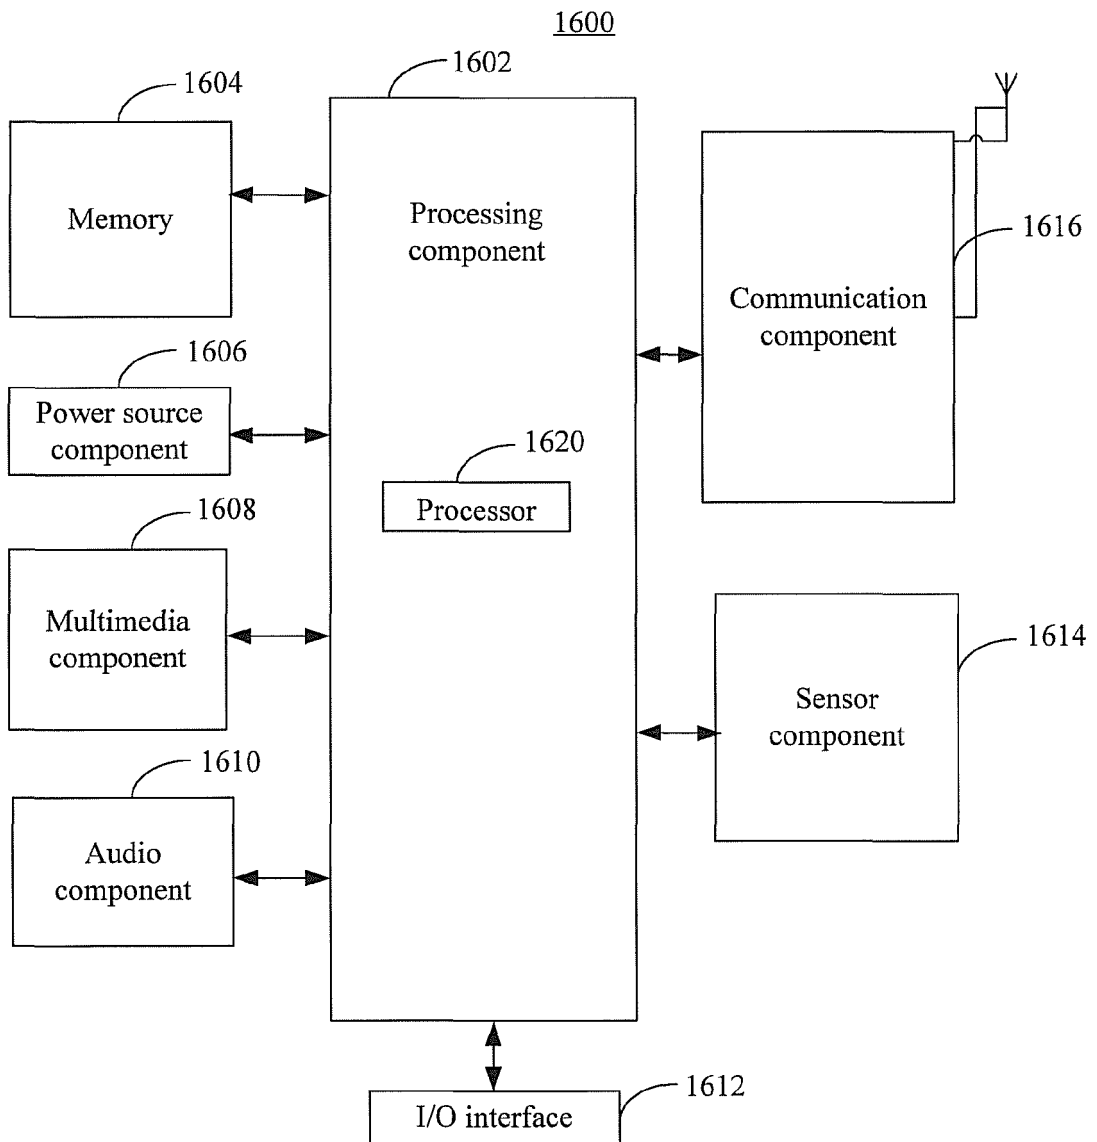 1600
1602
1604
Memory
Processing
component
1616
Communication
component
1606
Power source
component
1620
Processor
1608
Multimedia
component
1614
Sensor
component
1610
Audio
component
1612
I/O interface